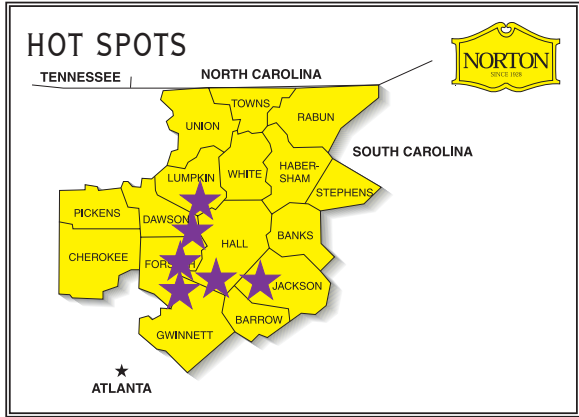 HOT SPOTS
NORTON
SINCE 1928
TENNESSEE
NORTH CAROLINA
TOWNS
RABUN
UNION
SOUTH CAROLINA
LUMPKIN
WHITE
HABER-
SHAM
STEPHENS
PICKENS
DAWSON
HALL
BANKS
CHEROKEE
FORSYTH
JACKSON
BARROW
GWINNETT
ATLANTA